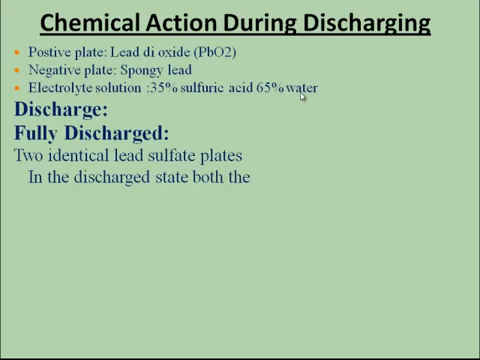 Chemical Action During Discharging
Postive plate: Lead di oxide (PbO2)
Negative plate: Spongy lead
Electrolyte solution :35% sulfuric acid 65% water
Discharge:
Fully Discharged:
Two identical lead sulfate plates
In the discharged state both the